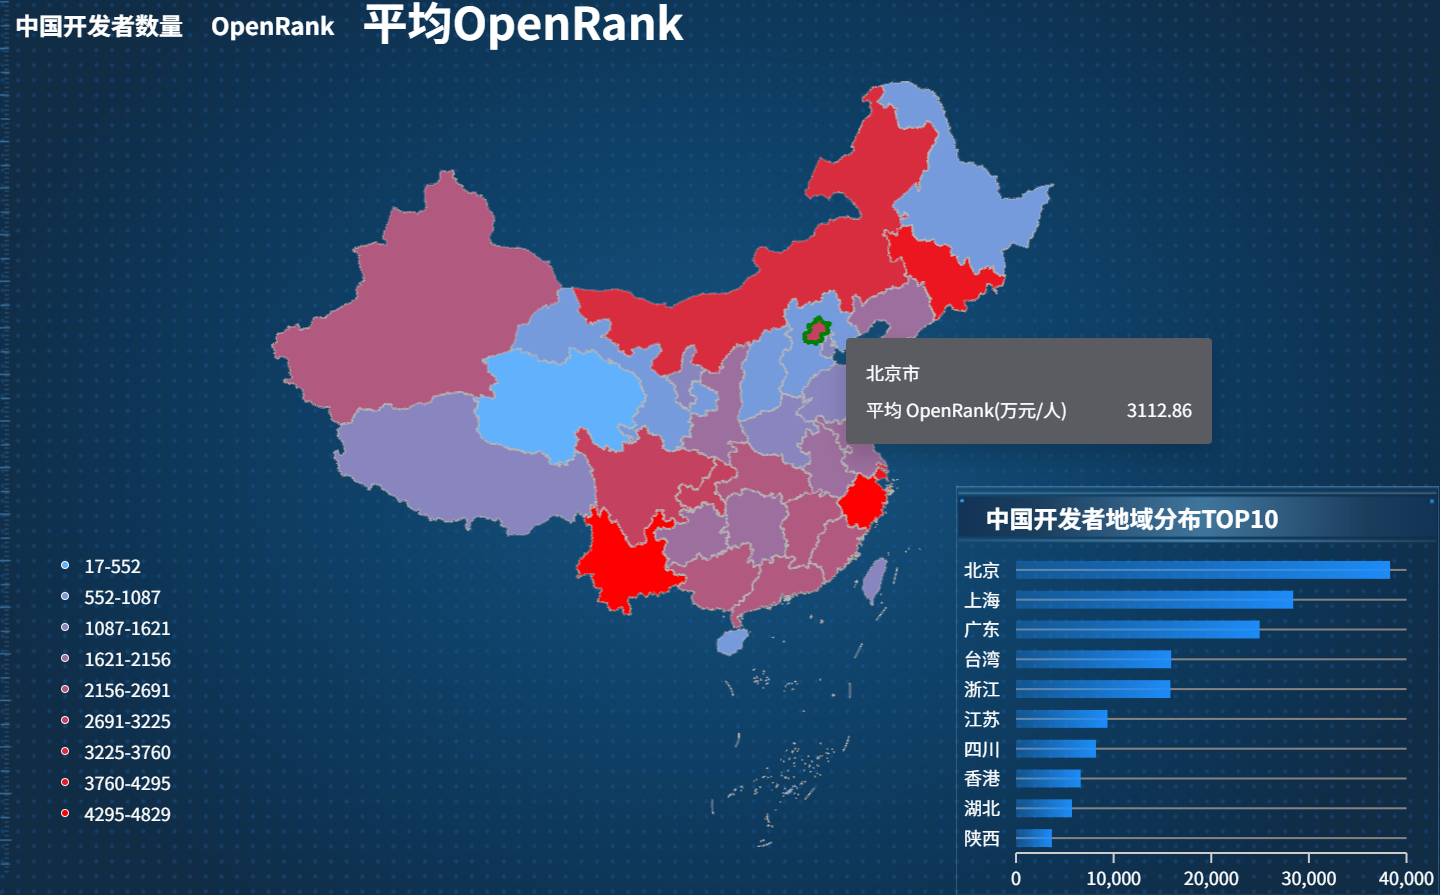 中国开发者数量 OpenRank 平均OpenRank
北京市
平均 OpenRank(万元/人) 3112.86
中国开发者地域分布TOP10
17-552
552-1087
1087-1621
1621-2156
2156-2691
2691-3225
3225-3760
3760-4295
4295-4829
北京
上海
广东
台湾
浙江
江苏
四川
香港
湖北
陕西
0 10,000 20,000 30,000 40,000